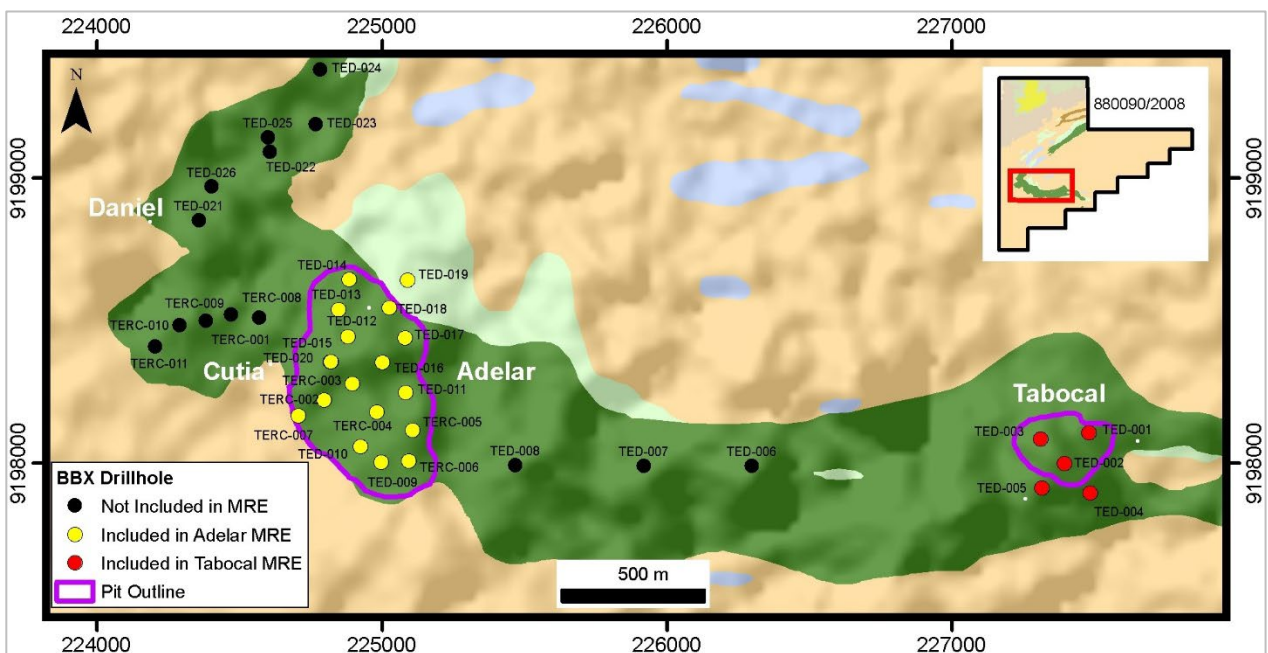 224000
225000
226000
227000
N
TED-024
880090/2008
TED-025
TED-023
TED-022
9199000
9199000
TED-026
Daniel
TED-021
TED-014
TED-019
TED-013
TERC-009
TERC-008
TED-018
TERC-010
TED-012
TED-017
TERC-001
TED-015
TERC-011
TED-020
TED-016
Cutia
Adelar
TERC-003
TED-011
Tabocal
TERC-002
TERC-004
TERC-005
TED-003
TED-001
TERC-007
TED-010
TED-008
TED-007
TED-006
TERC-006
TED-002
9198000
9198000
TED-009
TED-005
TED-004
BBX Drillhole
Not Included in MRE
Included in Adelar MRE
Included in Tabocal MRE
Pit Outline
500 m
224000
225000
226000
227000